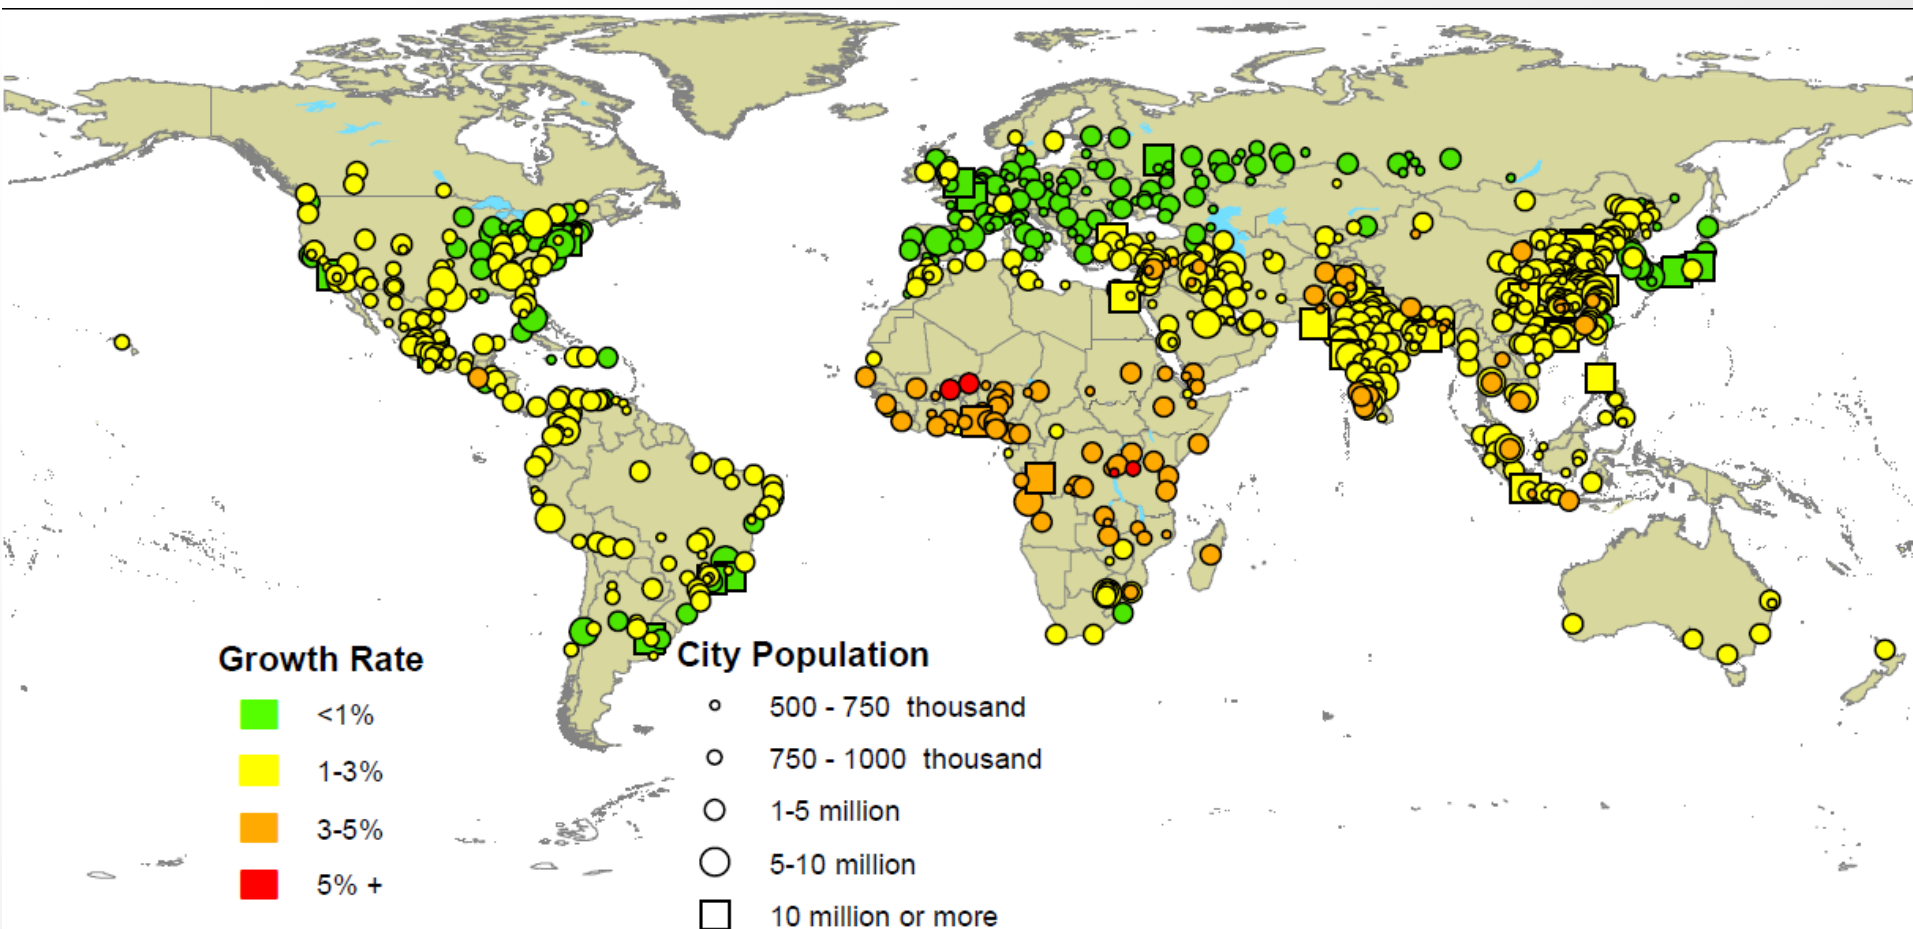 Growth Rate
<1%
1-3%
3-5%
5% +
City Population
500 - 750 thousand
750 - 1000 thousand
1-5 million
5-10 million
10 million or more